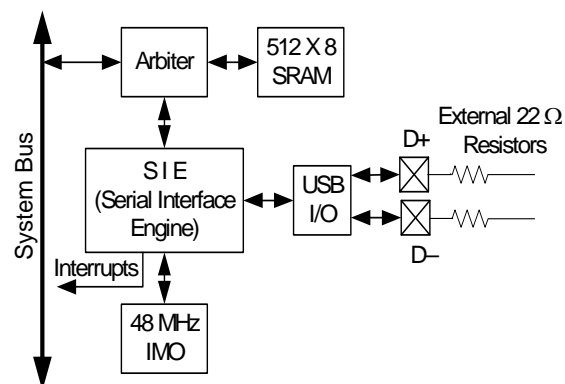 System Bus
Arbiter
512 X 8
SRAM
External 22 Ω
Resistors
D+
S I E
(Serial Interface
Engine)
USB
I/O
D–
Interrupts
48 MHz
IMO